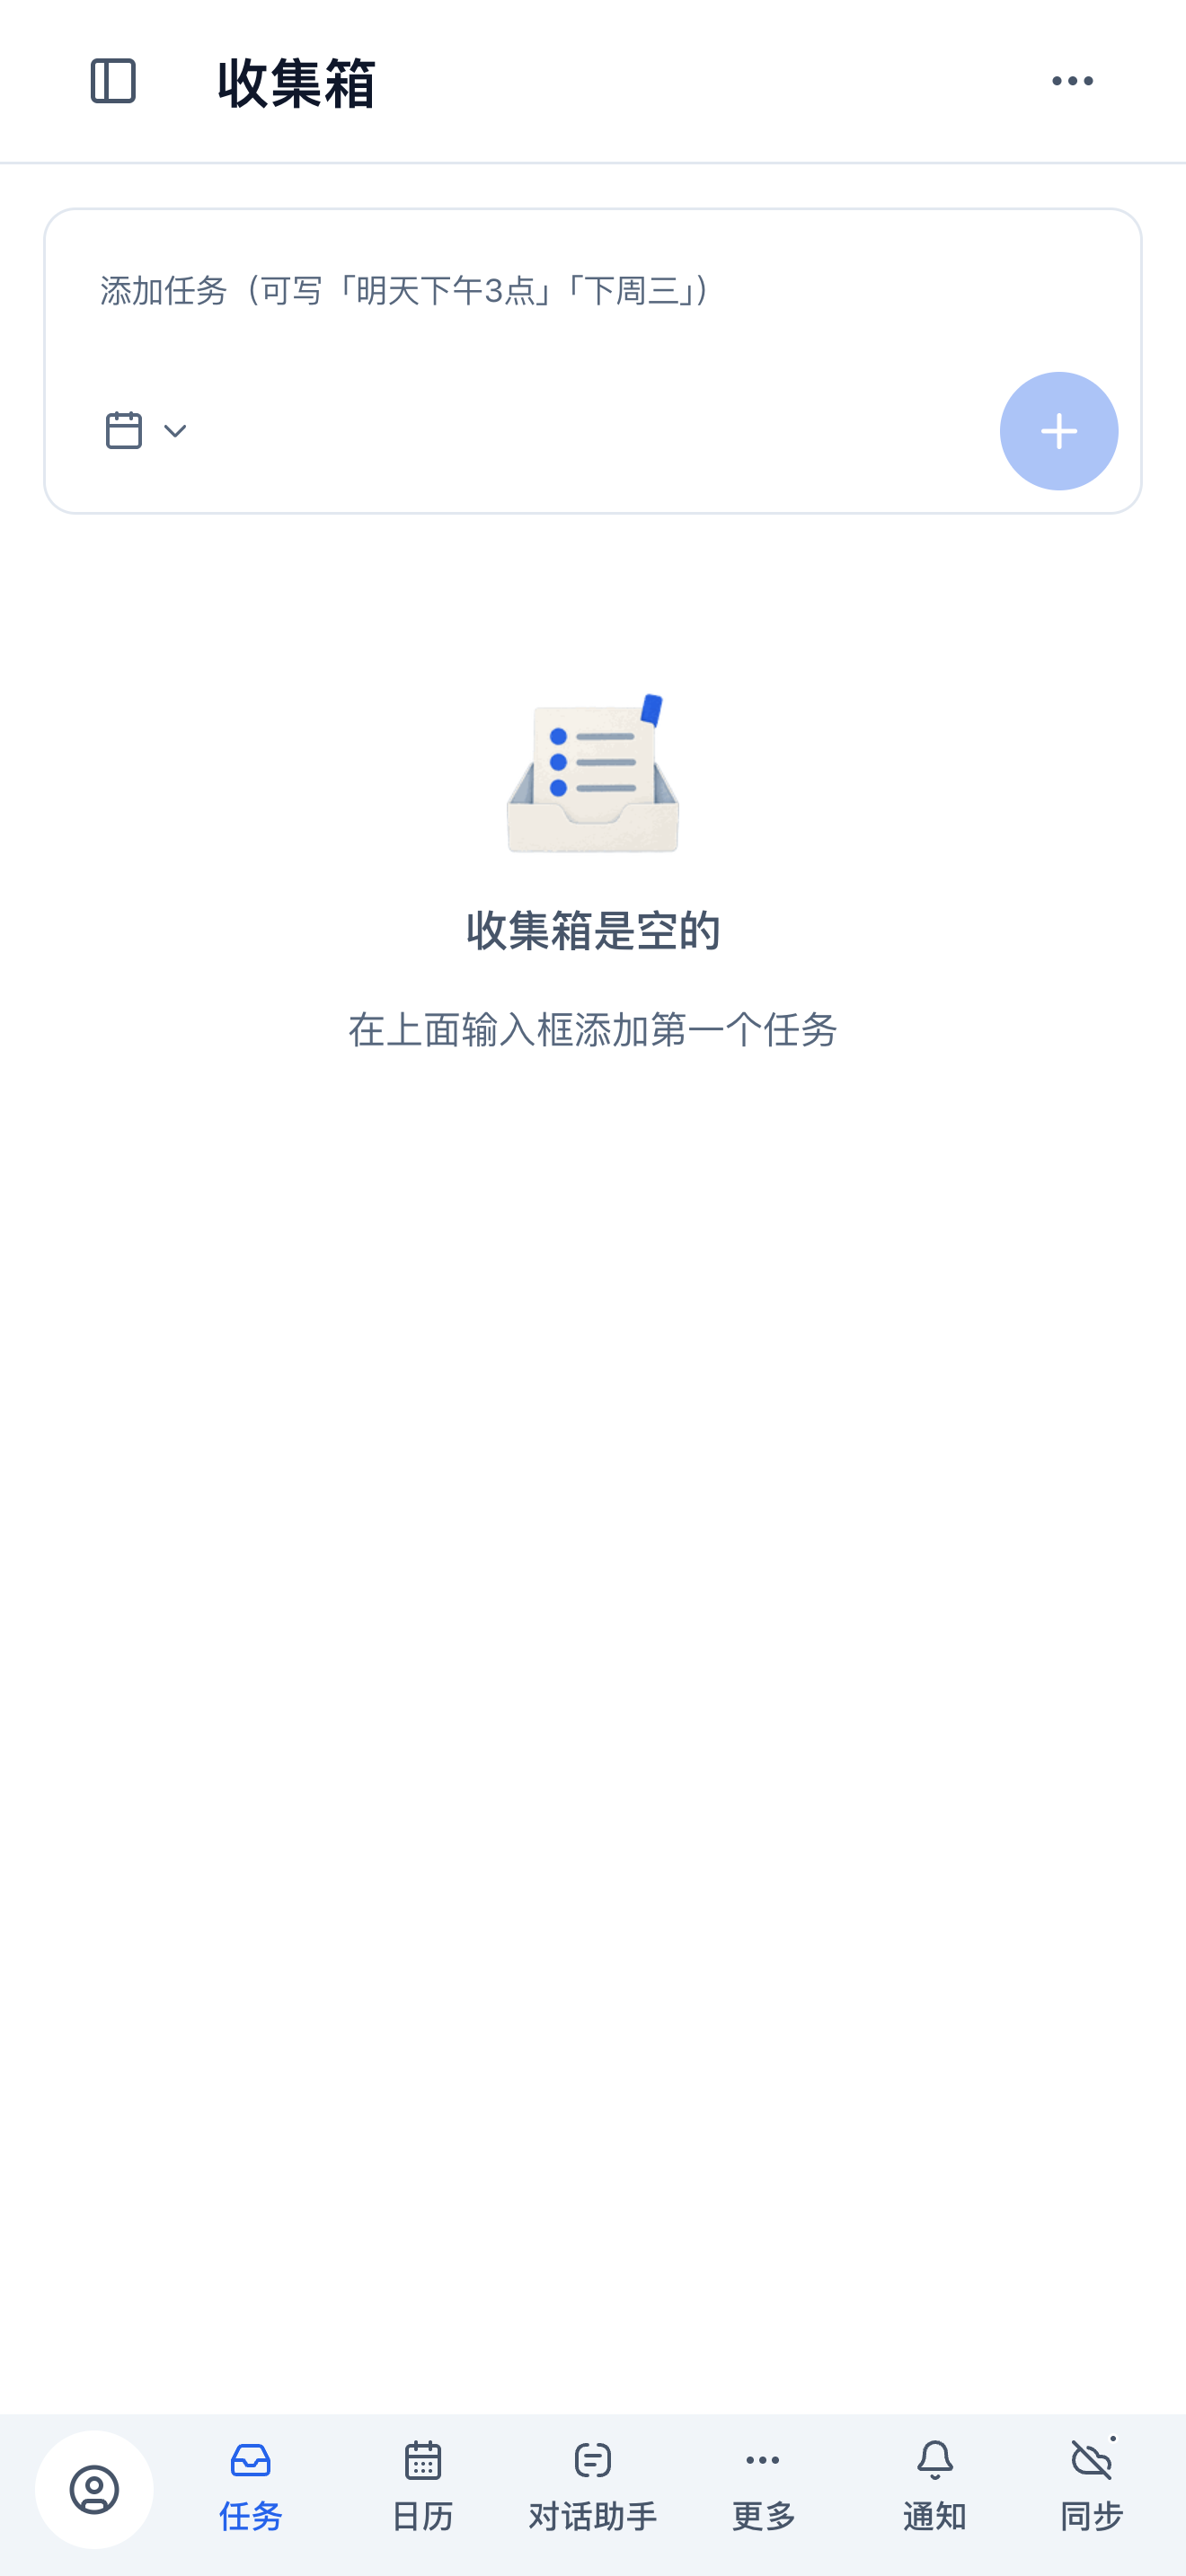 收集箱
添加任务（可写「明天下午3点」「下周三」）
收集箱是空的
在上面输入框添加第一个任务
任务
日历
对话助手
更多
通知
同步